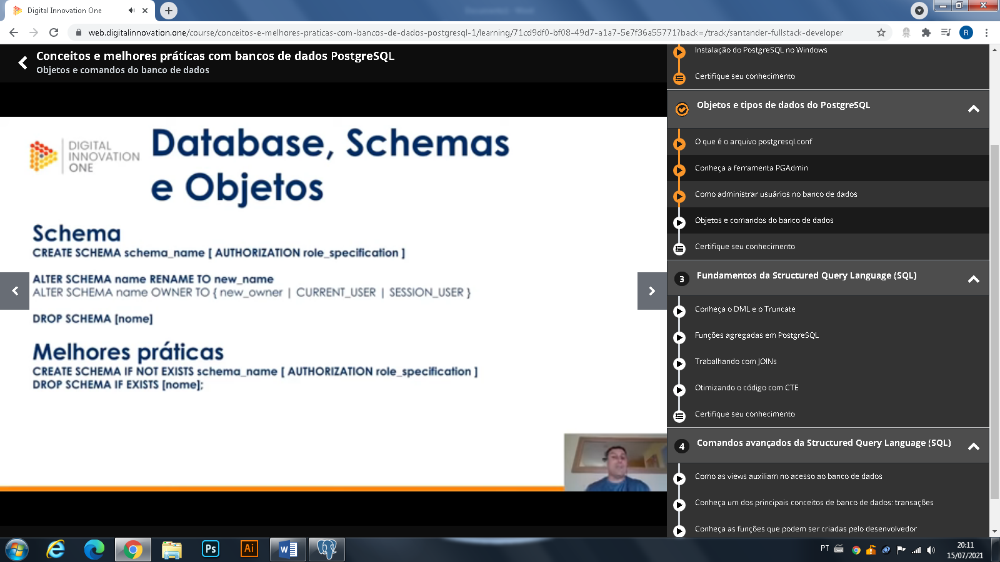 Digital Innovation One
web.digitalinnovation.one/course/conceitos-e-melhores-praticas-com-bancos-de-dados-postgresql-1/learning/71cd9df0-bf08-49d7-a1a7-5e7f36a55771?back=/track/santander-fullstack-developer
R
Conceitos e melhores práticas com bancos de dados PostgreSQL
Objetos e comandos do banco de dados
DIGITAL
INNOVATION
ONE
Database, Schemas
e Objetos
Schema
CREATE SCHEMA schema_name [ AUTHORIZATION role_specification ]
ALTER SCHEMA name RENAME TO new_name
ALTER SCHEMA name OWNER TO { new_owner | CURRENT_USER | SESSION_USER }
DROP SCHEMA [nome]
Melhores práticas
CREATE SCHEMA IF NOT EXISTS schema_name [ AUTHORIZATION role_specification ]
DROP SCHEMA IF EXISTS [nome];
Instalação do PostgreSQL no Windows
Certifique seu conhecimento
Objetos e tipos de dados do PostgreSQL
O que é o arquivo postgresql.conf
Conheça a ferramenta PGAdmin
Como administrar usuários no banco de dados
Objetos e comandos do banco de dados
Certifique seu conhecimento
3 Fundamentos da Structured Query Language (SQL)
Conheça o DML e o Truncate
Funções agregadas em PostgreSQL
Trabalhando com JOINs
Otimizando o código com CTE
Certifique seu conhecimento
4 Comandos avançados da Structured Query Language (SQL)
Como as views auxiliam no acesso ao banco de dados
Conheça um dos principais conceitos de banco de dados: transações
Conheça as funções que podem ser criadas pelo desenvolvedor
Ps
Ai
W
PT
20:11
15/07/2021